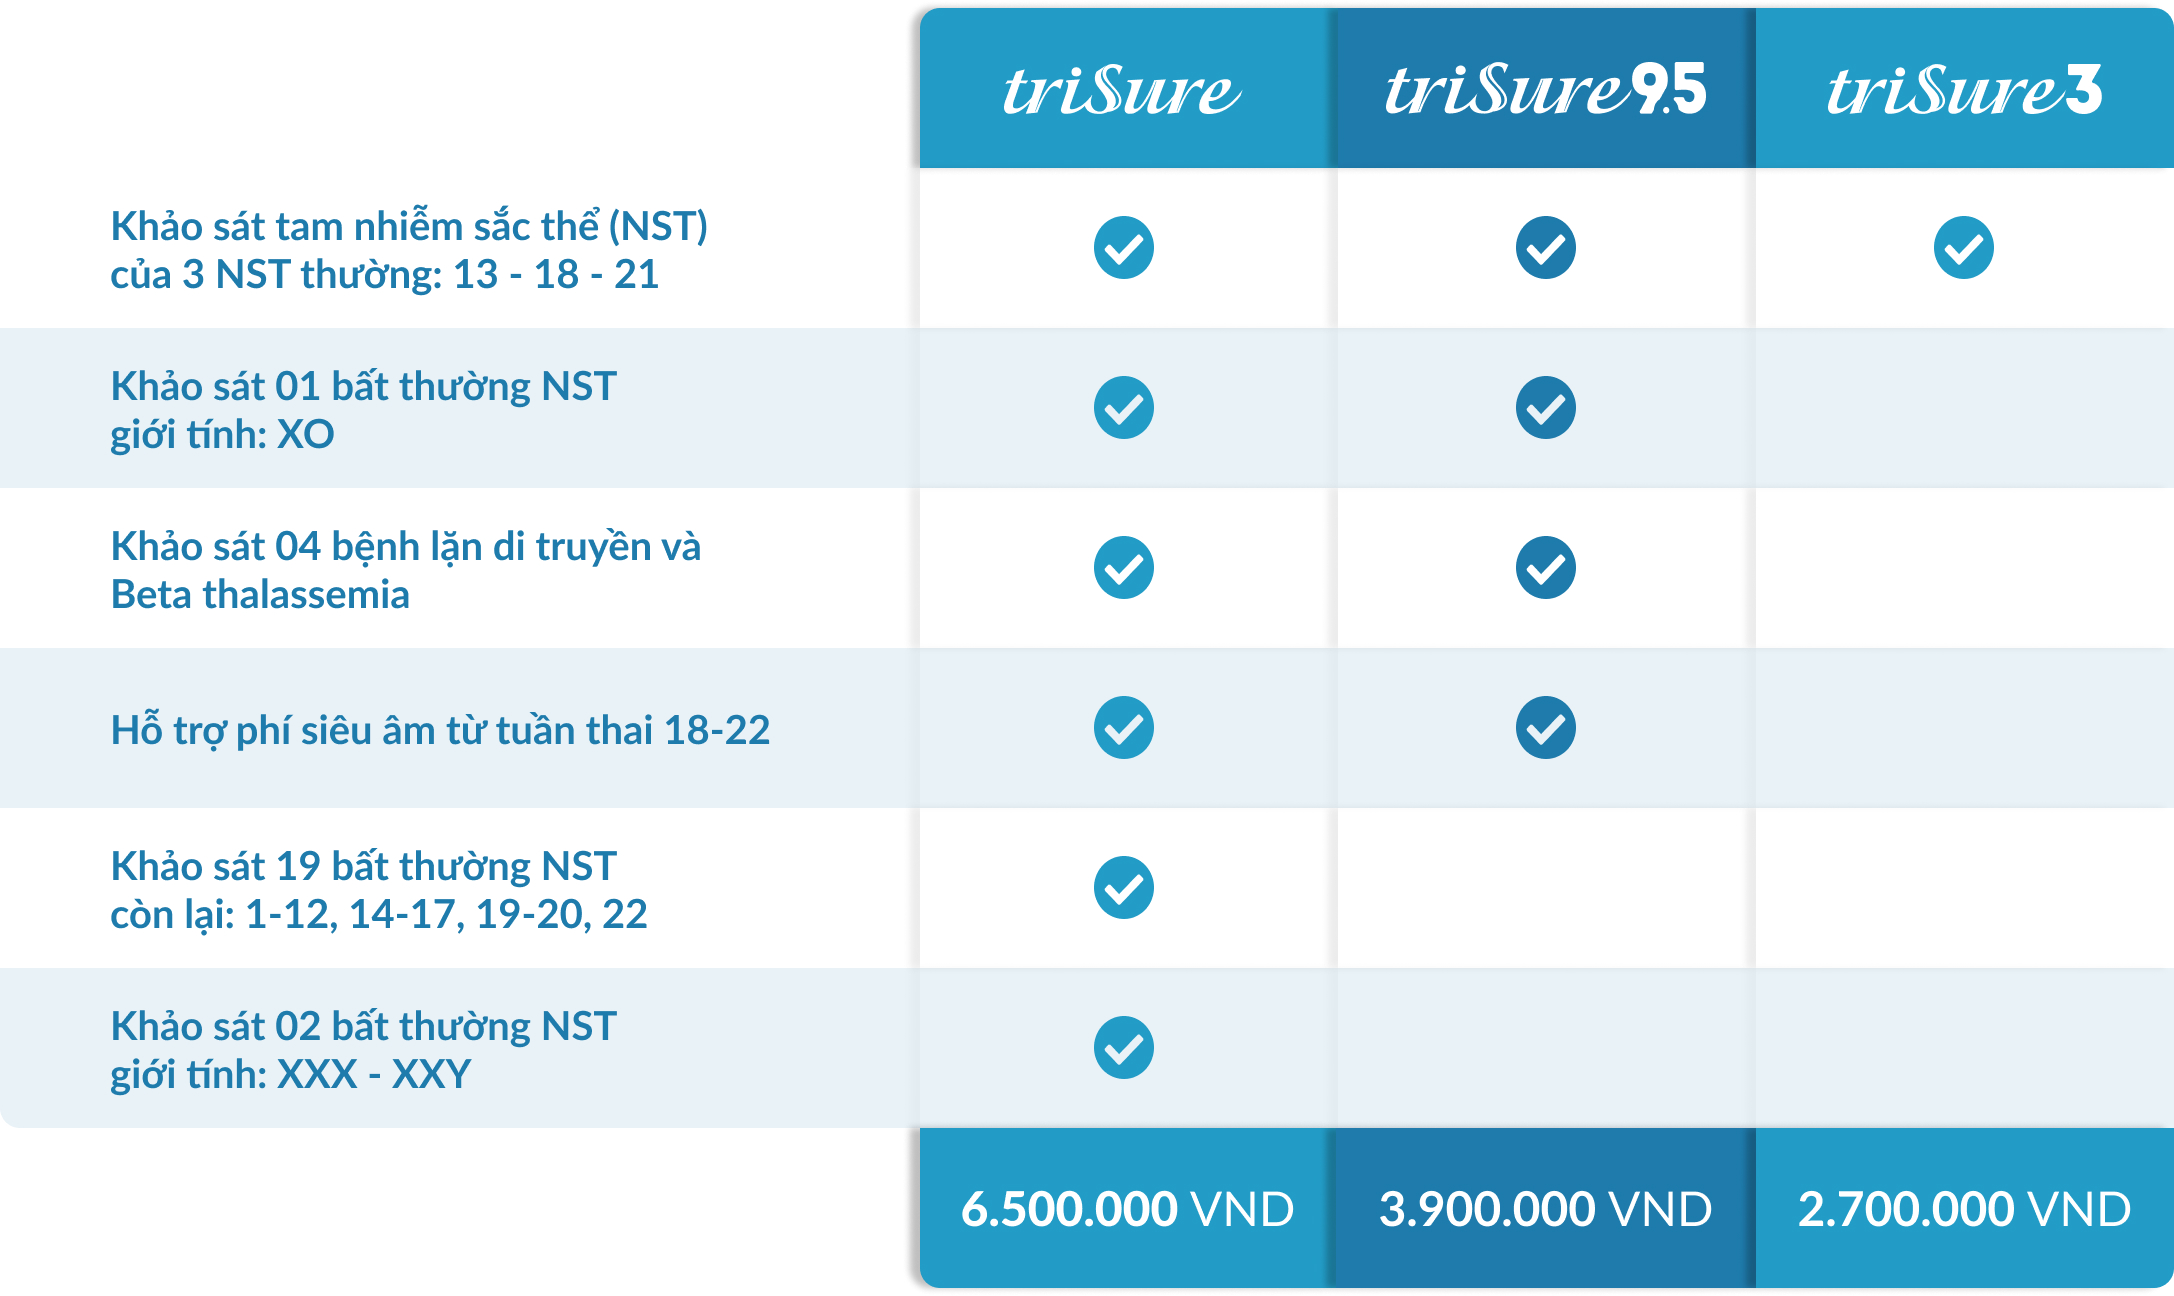 triSure
triSure9.5
triSure3
Khảo sát tam nhiễm sắc thể (NST)
của 3 NST thường: 13 - 18 - 21
Khảo sát 01 bất thường NST
giới tính: XO
Khảo sát 04 bệnh lặn di truyền và
Beta thalassemia
Hỗ trợ phí siêu âm từ tuần thai 18-22
Khảo sát 19 bất thường NST
còn lại: 1-12, 14-17, 19-20, 22
Khảo sát 02 bất thường NST
giới tính: XXX - XXY
6.500.000 VND
3.900.000 VND
2.700.000 VND